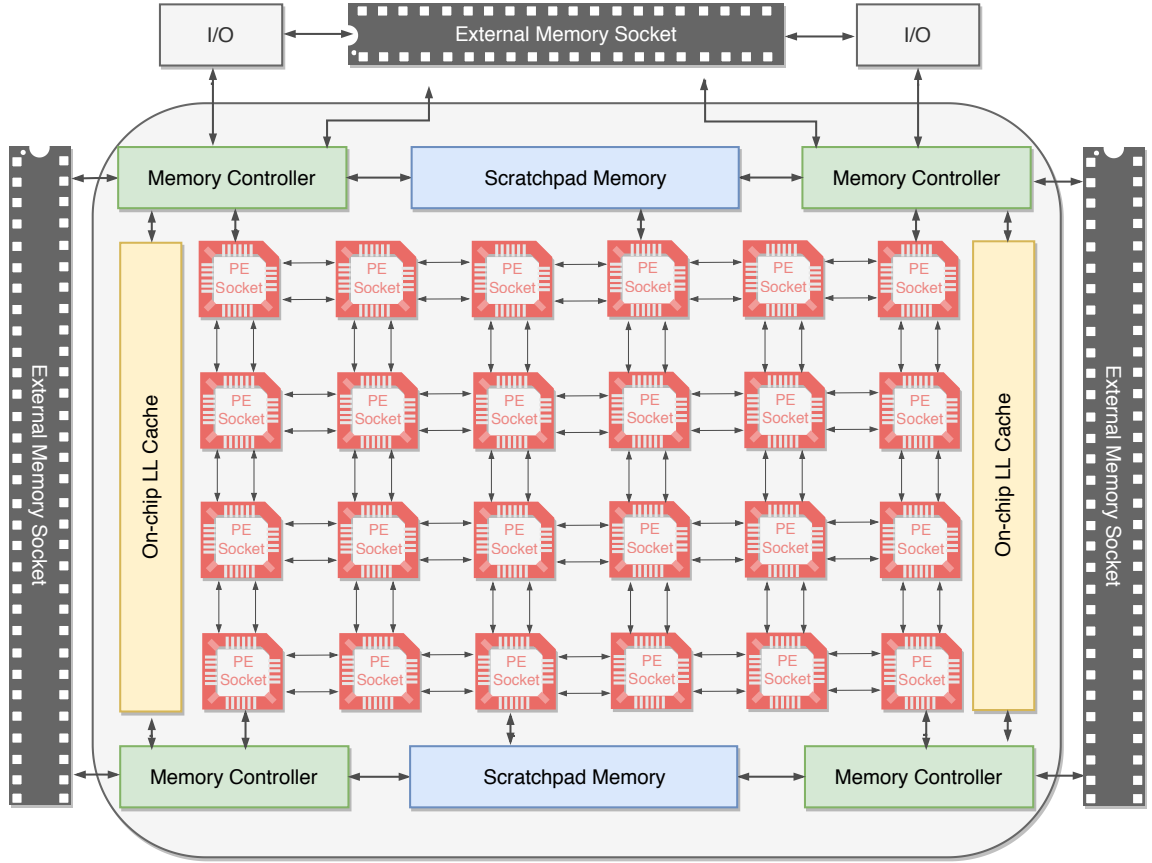 I/O
External Memory Socket
I/O
Memory Controller
Scratchpad Memory
Memory Controller
External Memory Socket
On-chip LL Cache
PE
Socket
PE
Socket
PE
Socket
PE
Socket
PE
Socket
PE
Socket
PE
Socket
PE
Socket
PE
Socket
PE
Socket
PE
Socket
PE
Socket
PE
Socket
PE
Socket
PE
Socket
PE
Socket
PE
Socket
PE
Socket
PE
Socket
PE
Socket
PE
Socket
PE
Socket
PE
Socket
PE
Socket
On-chip LL Cache
External Memory Socket
Memory Controller
Scratchpad Memory
Memory Controller